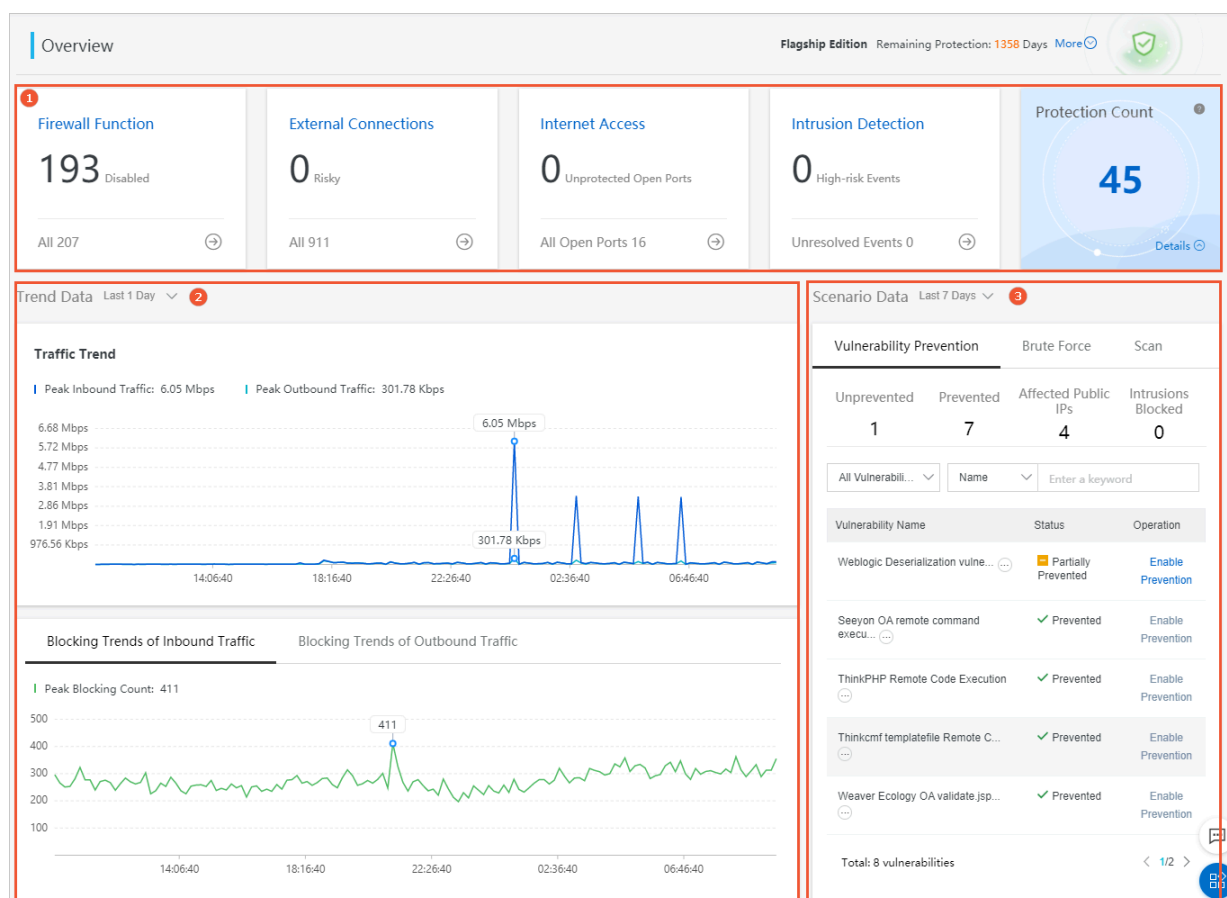 Overview
Flagship Edition Remaining Protection: 1358 Days More
1
Firewall Function
193 Disabled
All 207
External Connections
0 Risky
All 911
Internet Access
0 Unprotected Open Ports
All Open Ports 16
Intrusion Detection
0 High-risk Events
Unresolved Events 0
Protection Count
45
Details
Trend Data Last 1 Day 2
Traffic Trend
Peak Inbound Traffic: 6.05 Mbps Peak Outbound Traffic: 301.78 Kbps
6.68 Mbps
5.72 Mbps
4.77 Mbps
3.81 Mbps
2.86 Mbps
1.91 Mbps
976.56 Kbps
6.05 Mbps
301.78 Kbps
14:06:40 18:16:40 22:26:40 02:36:40 06:46:40
Blocking Trends of Inbound Traffic Blocking Trends of Outbound Traffic
Peak Blocking Count: 411
500
400
300
200
100
411
14:06:40 18:16:40 22:26:40 02:36:40 06:46:40
Scenario Data Last 7 Days 3
Vulnerability Prevention Brute Force Scan
Unprevented
1
Prevented
7
Affected Public
IPs
4
Intrusions
Blocked
0
All Vulnerabili... Name Enter a keyword
Vulnerability Name Status Operation
Weblogic Deserialization vulne...
Partially
Prevented
Enable
Prevention
Seeyon OA remote command
execu...
Prevented
Enable
Prevention
ThinkPHP Remote Code Execution
Prevented
Enable
Prevention
Thinkcmf templatefile Remote C...
Prevented
Enable
Prevention
Weaver Ecology OA validate.jsp...
Prevented
Enable
Prevention
Total: 8 vulnerabilities < 1/2 >